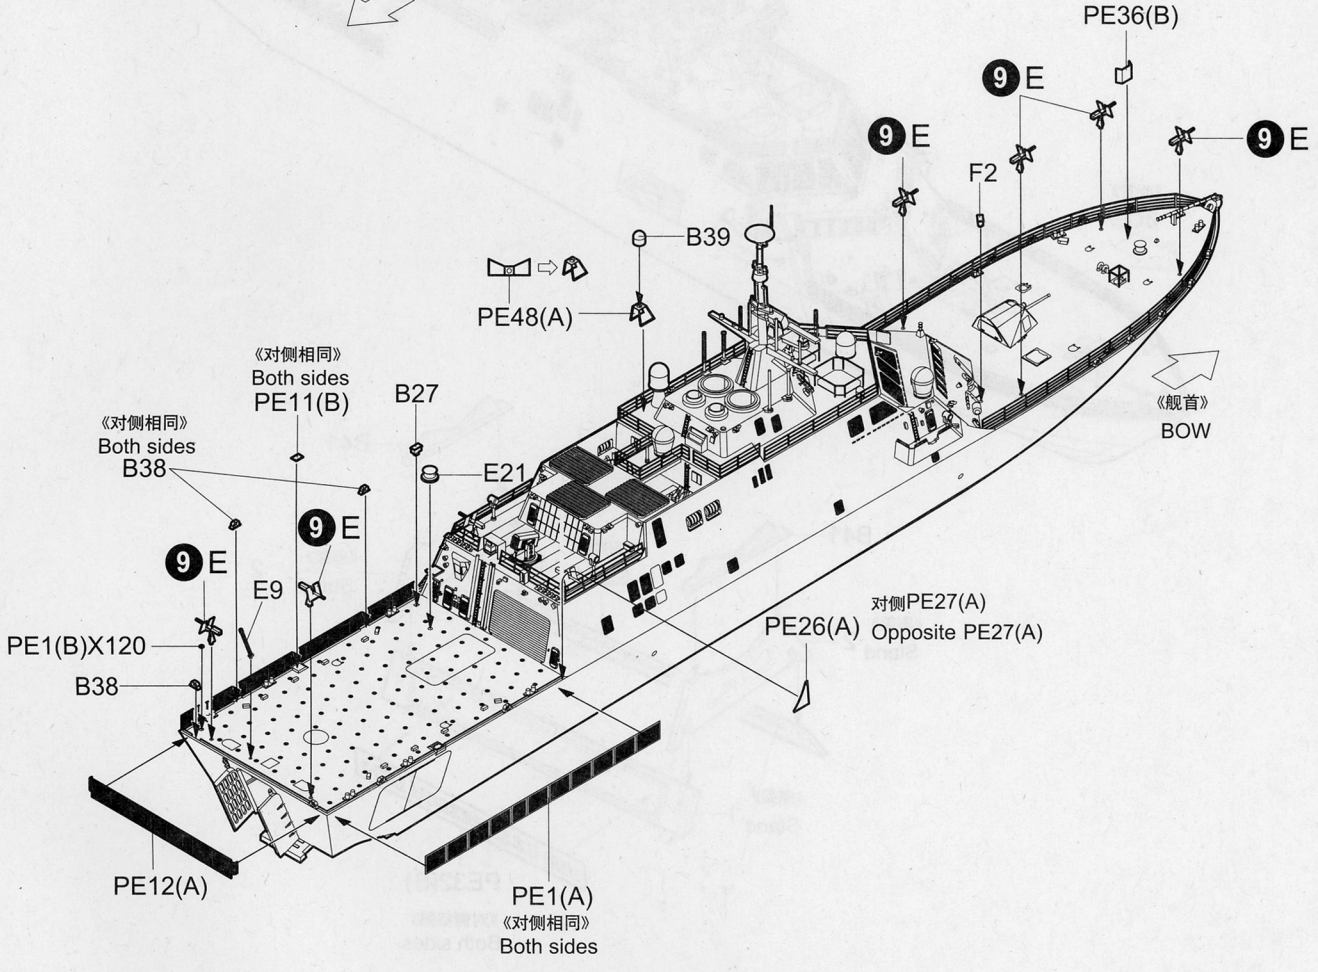 PE36(B)
9 E
9 E
9 E
F2
B39
PE48(A)
《对侧相同》
Both sides
PE11(B)
B27
《对侧相同》
Both sides
B38
E21
《舰首》
BOW
9 E
9 E
E9
PE1(B)X120
B38
对侧PE27(A)
PE26(A) Opposite PE27(A)
PE12(A)
PE1(A)
《对侧相同》
Both sides